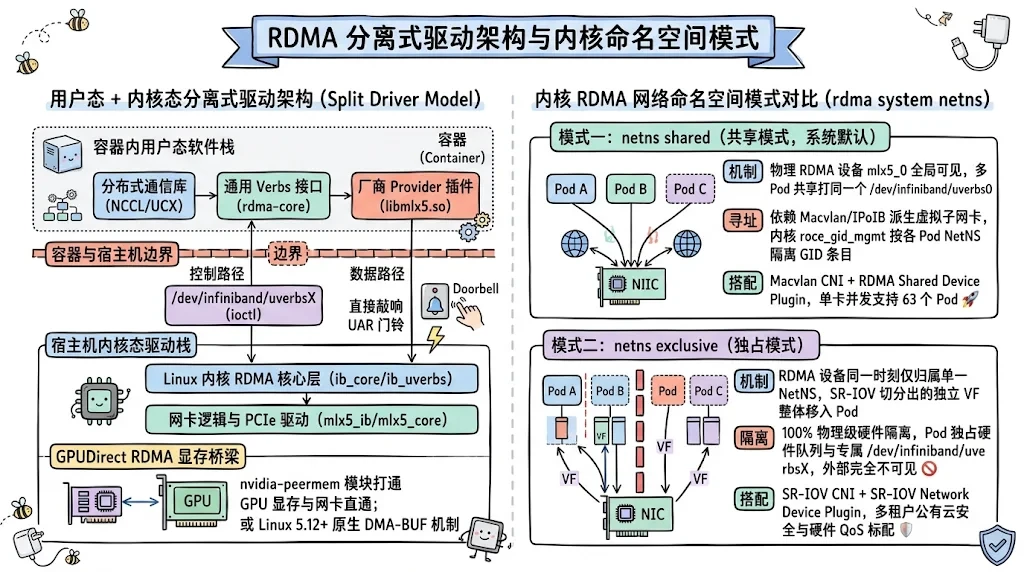 RDMA 分离式驱动架构与内核命名空间模式
用户态 + 内核态分离式驱动架构 (Split Driver Model)
容器内用户态软件栈
容器
(Container)
分布式通信库
(NCCL/UCX)
通用 Verbs 接口
(rdma-core)
厂商 Provider 插件
(libmlx5.so)
容器与宿主机边界
边界
控制路径
数据路径
/dev/infiniband/uverbsX
(ioctl)
直接敲响
UAR 门铃
Doorbell
宿主机内核态驱动栈
Linux 内核 RDMA 核心层 (ib_core/ib_uverbs)
网卡逻辑与 PCIe 驱动 (mlx5_ib/mlx5_core)
GPUDirect RDMA 显存桥梁
GPU
nvidia-peermem 模块打通
GPU 显存与网卡直通;
或 Linux 5.12+ 原生 DMA-BUF 机制
内核 RDMA 网络命名空间模式对比 (rdma system netns)
模式一: netns shared (共享模式, 系统默认)
Pod A
Pod B
Pod C
NIIC
机制
物理 RDMA 设备 mlx5_0 全局可见, 多
Pod 共享打同一个 /dev/infiniband/uverbs0
寻址
依赖 Macvlan/IPoIB 派生虚拟子网卡,
内核 roce_gid_mgmt 按各 Pod NetNS
隔离 GID 条目
搭配
Macvlan CNI + RDMA Shared Device
Plugin, 单卡并发支持 63 个 Pod 🚀
模式二: netns exclusive (独占模式)
Pod A
Pod B
Pod
Pod C
VF
VF
VF
VF
NIC
机制
RDMA 设备同一时刻仅归属单一
NetNS, SR-IOV 切分出的独立 VF
整体移入 Pod
隔离
100% 物理级硬件隔离, Pod 独占硬
件队列与专属 /dev/infiniband/uve
rbsX, 外部完全不可见 🚫
搭配
SR-IOV CNI + SR-IOV Network
Device Plugin, 多租户公有云安
全与硬件 QoS 标配 🛡️